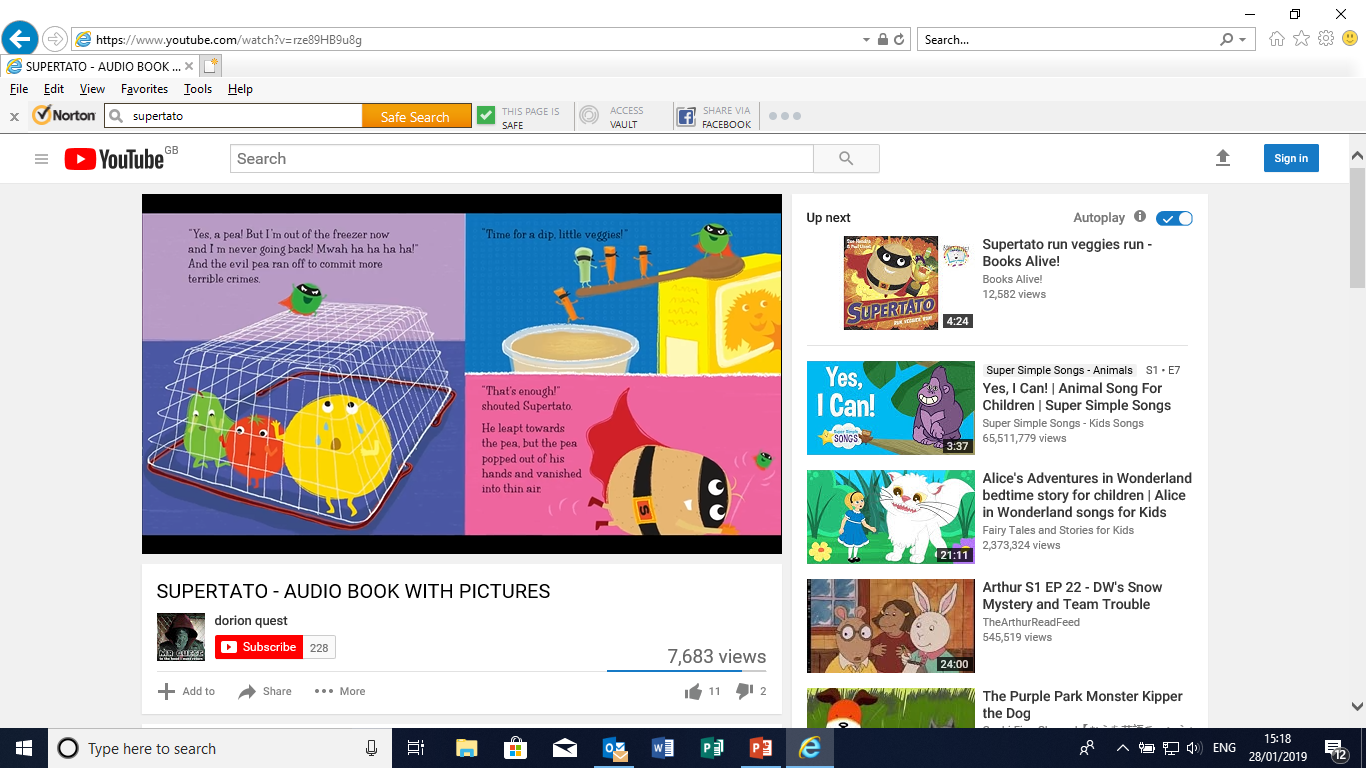 https://www.youtube.com/watch?v=rze89HB9u8g
Search...
SUPERTATO - AUDIO BOOK ...
File Edit View Favorites Tools Help
Norton
supertato
Safe Search
THIS PAGE IS
SAFE
ACCESS
VAULT
SHARE VIA
FACEBOOK
YouTube GB
Search
Sign in
"Yes, a pea! But I'm out of the freezer now
and I'm never going back! Mwah ha ha ha ha!"
And the evil pea ran off to commit more
terrible crimes.
"Time for a dip, little veggies!"
"That's enough!"
shouted Supertato.
He leapt towards
the pea, but the pea
popped out of his
hands and vanished
into thin air.
S
SUPERTATO - AUDIO BOOK WITH PICTURES
dorion quest
Subscribe 228
7,683 views
Add to Share More
11 2
Up next
Autoplay
SUPERTATO
4:24
Supertato run veggies run -
Books Alive!
Books Alive!
12,582 views
Yes,
I Can!
Super Simple
SONGS
3:37
Super Simple Songs - Animals S1 • E7
Yes, I Can! | Animal Song For
Children | Super Simple Songs
Super Simple Songs - Kids Songs
65,511,779 views
21:11
Alice's Adventures in Wonderland
bedtime story for children | Alice
in Wonderland songs for Kids
Fairy Tales and Stories for Kids
2,373,324 views
24:00
Arthur S1 EP 22 - DW's Snow
Mystery and Team Trouble
TheArthurReadFeed
545,519 views
The Purple Park Monster Kipper
the Dog
Type here to search
ENG
15:18
28/01/2019
12